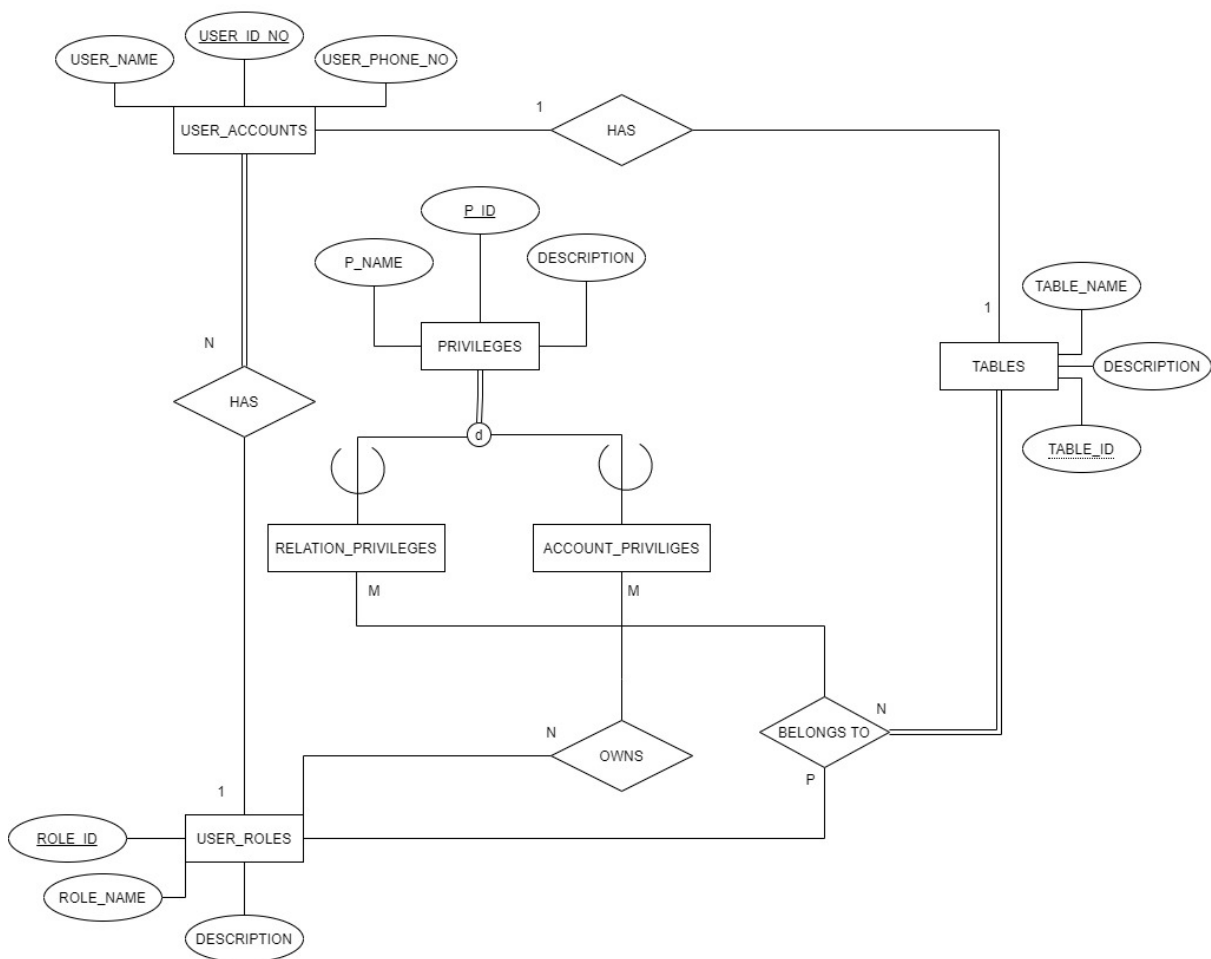 USER_ID_NO
USER_NAME
USER_PHONE_NO
USER_ACCOUNTS
1
HAS
P_ID
P_NAME
DESCRIPTION
TABLE_NAME
1
PRIVILEGES
N
TABLES
DESCRIPTION
HAS
d
TABLE_ID
RELATION_PRIVILEGES
ACCOUNT_PRIVILIGES
M
M
N
N
BELONGS TO
OWNS
P
1
ROLE_ID
USER_ROLES
ROLE_NAME
DESCRIPTION